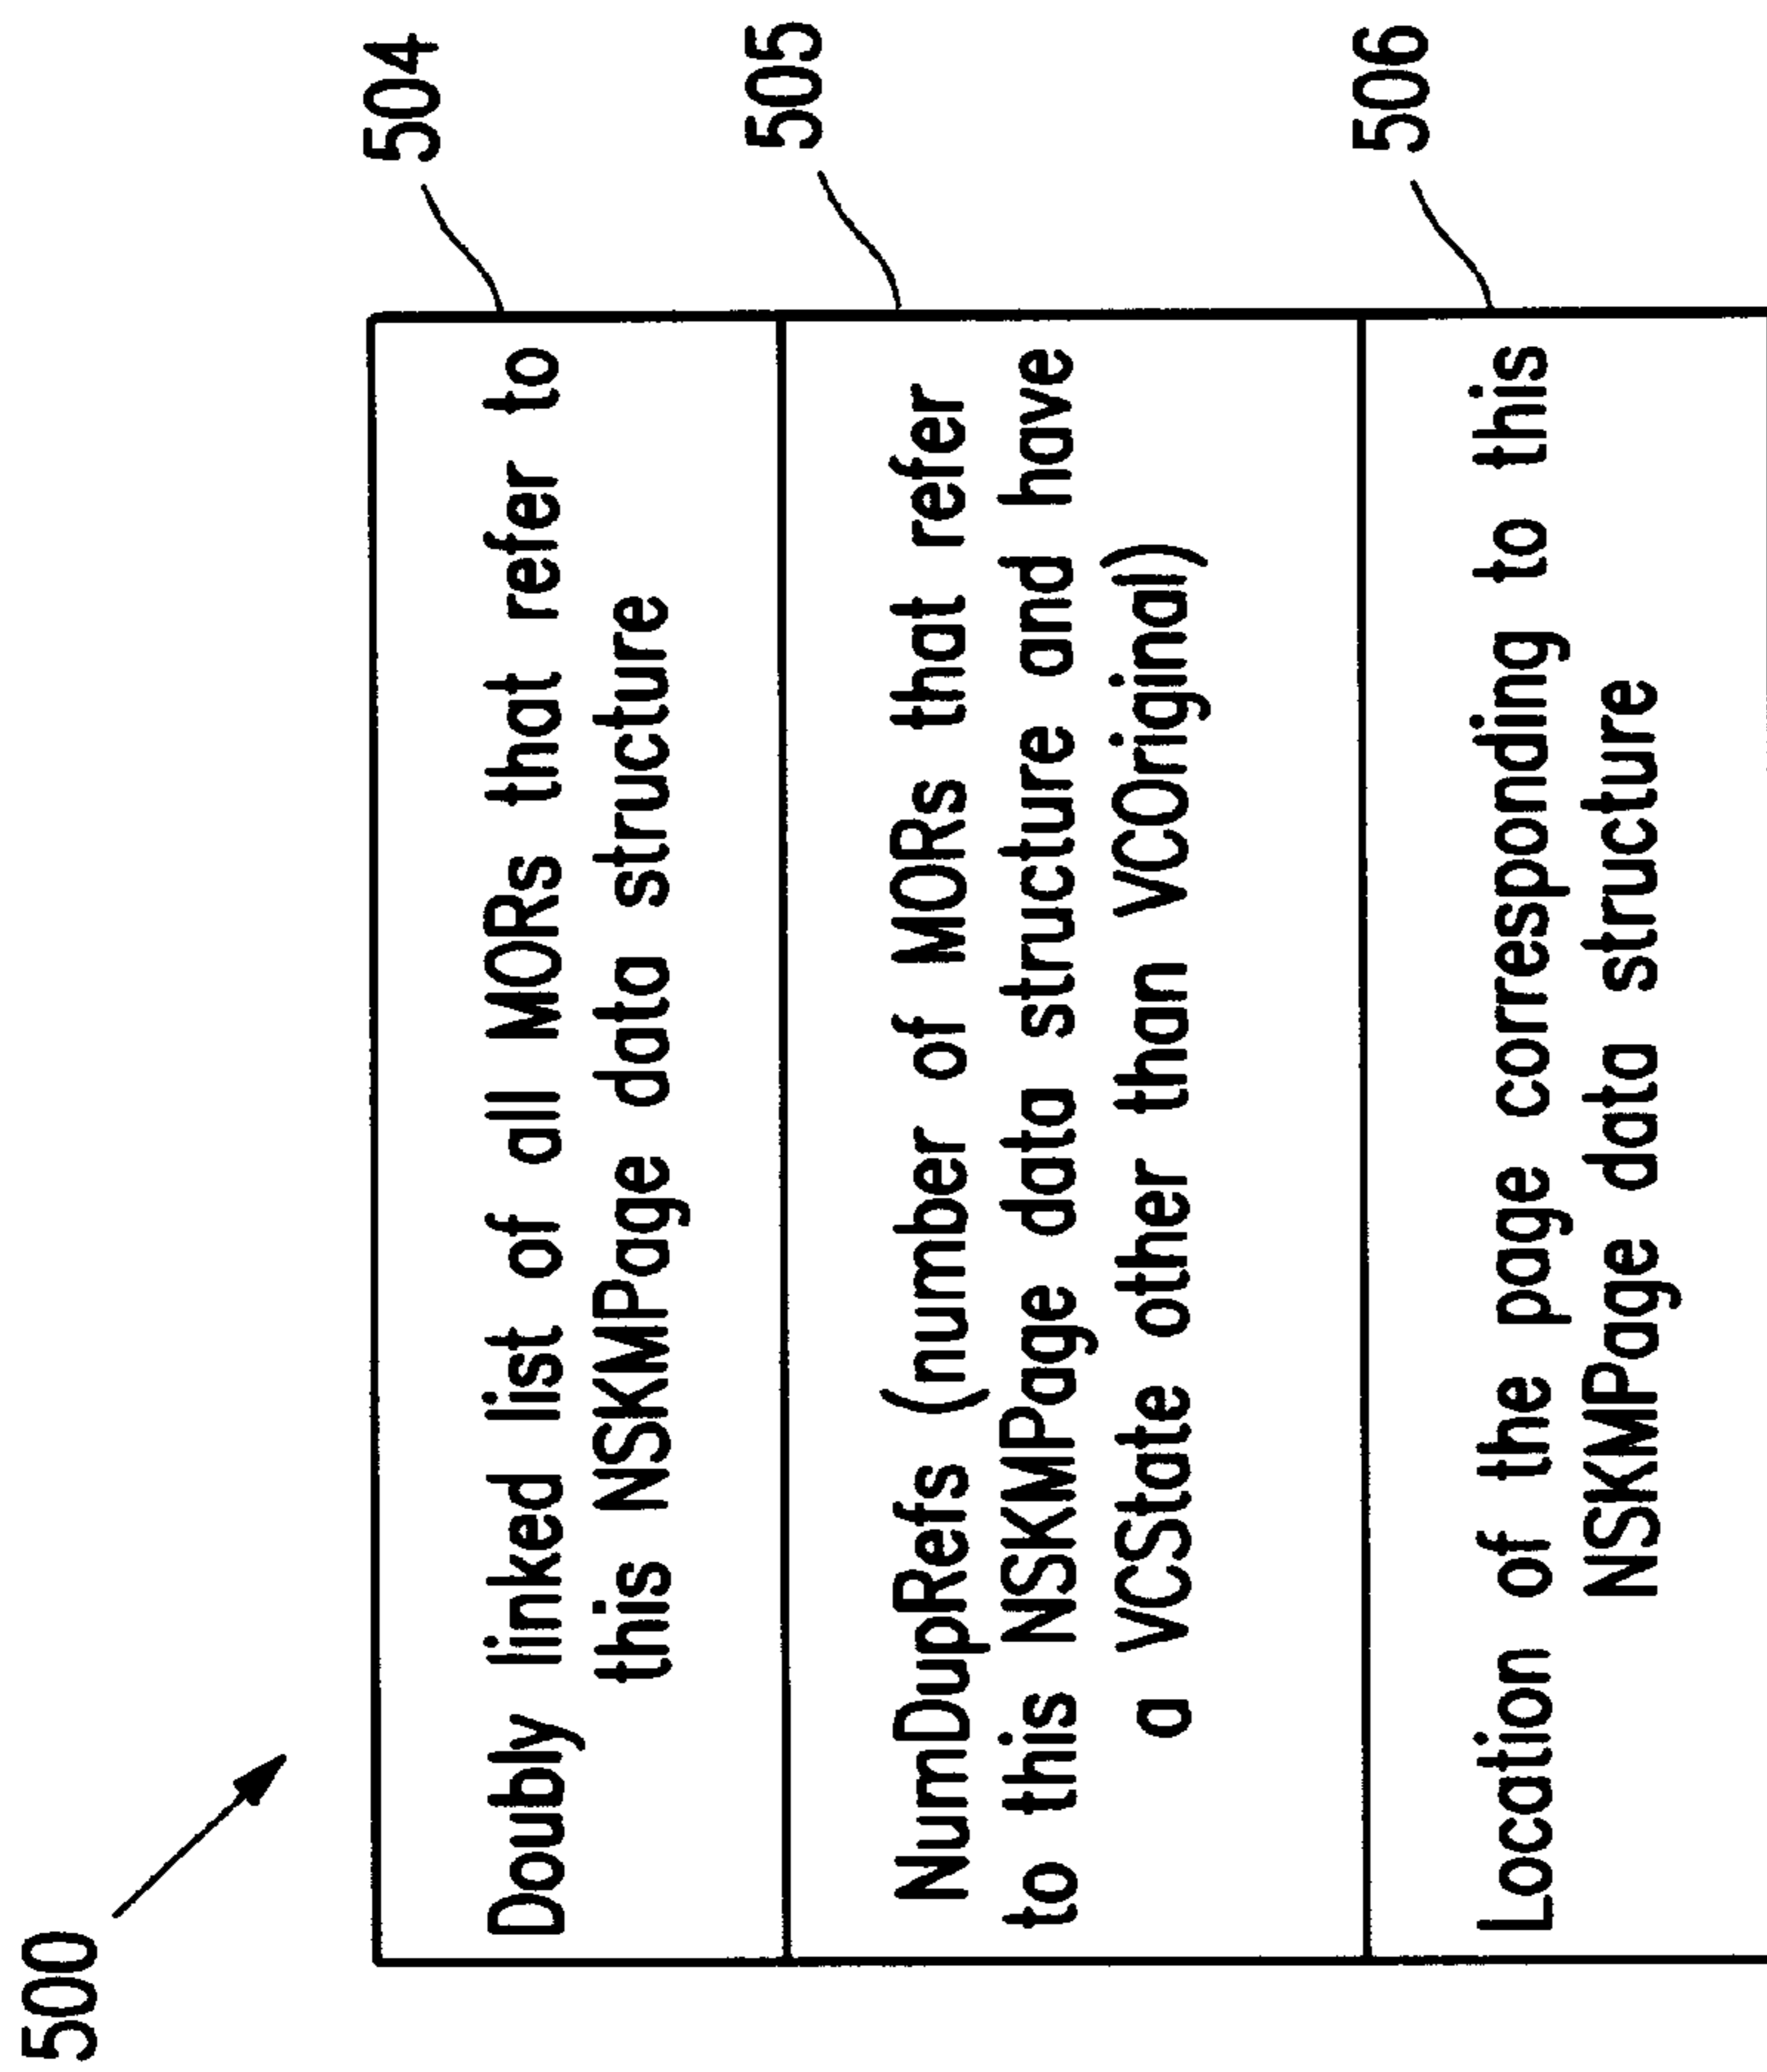 500
Doubly linked list of all MORs that refer to
this NSKMPage data structure
504
NumDupRefs (number of MORs that refer
to this NSKMPage data structure and have
a VCState other than VCOriginal)
505
Location of the page corresponding to this
NSKMPage data structure
506